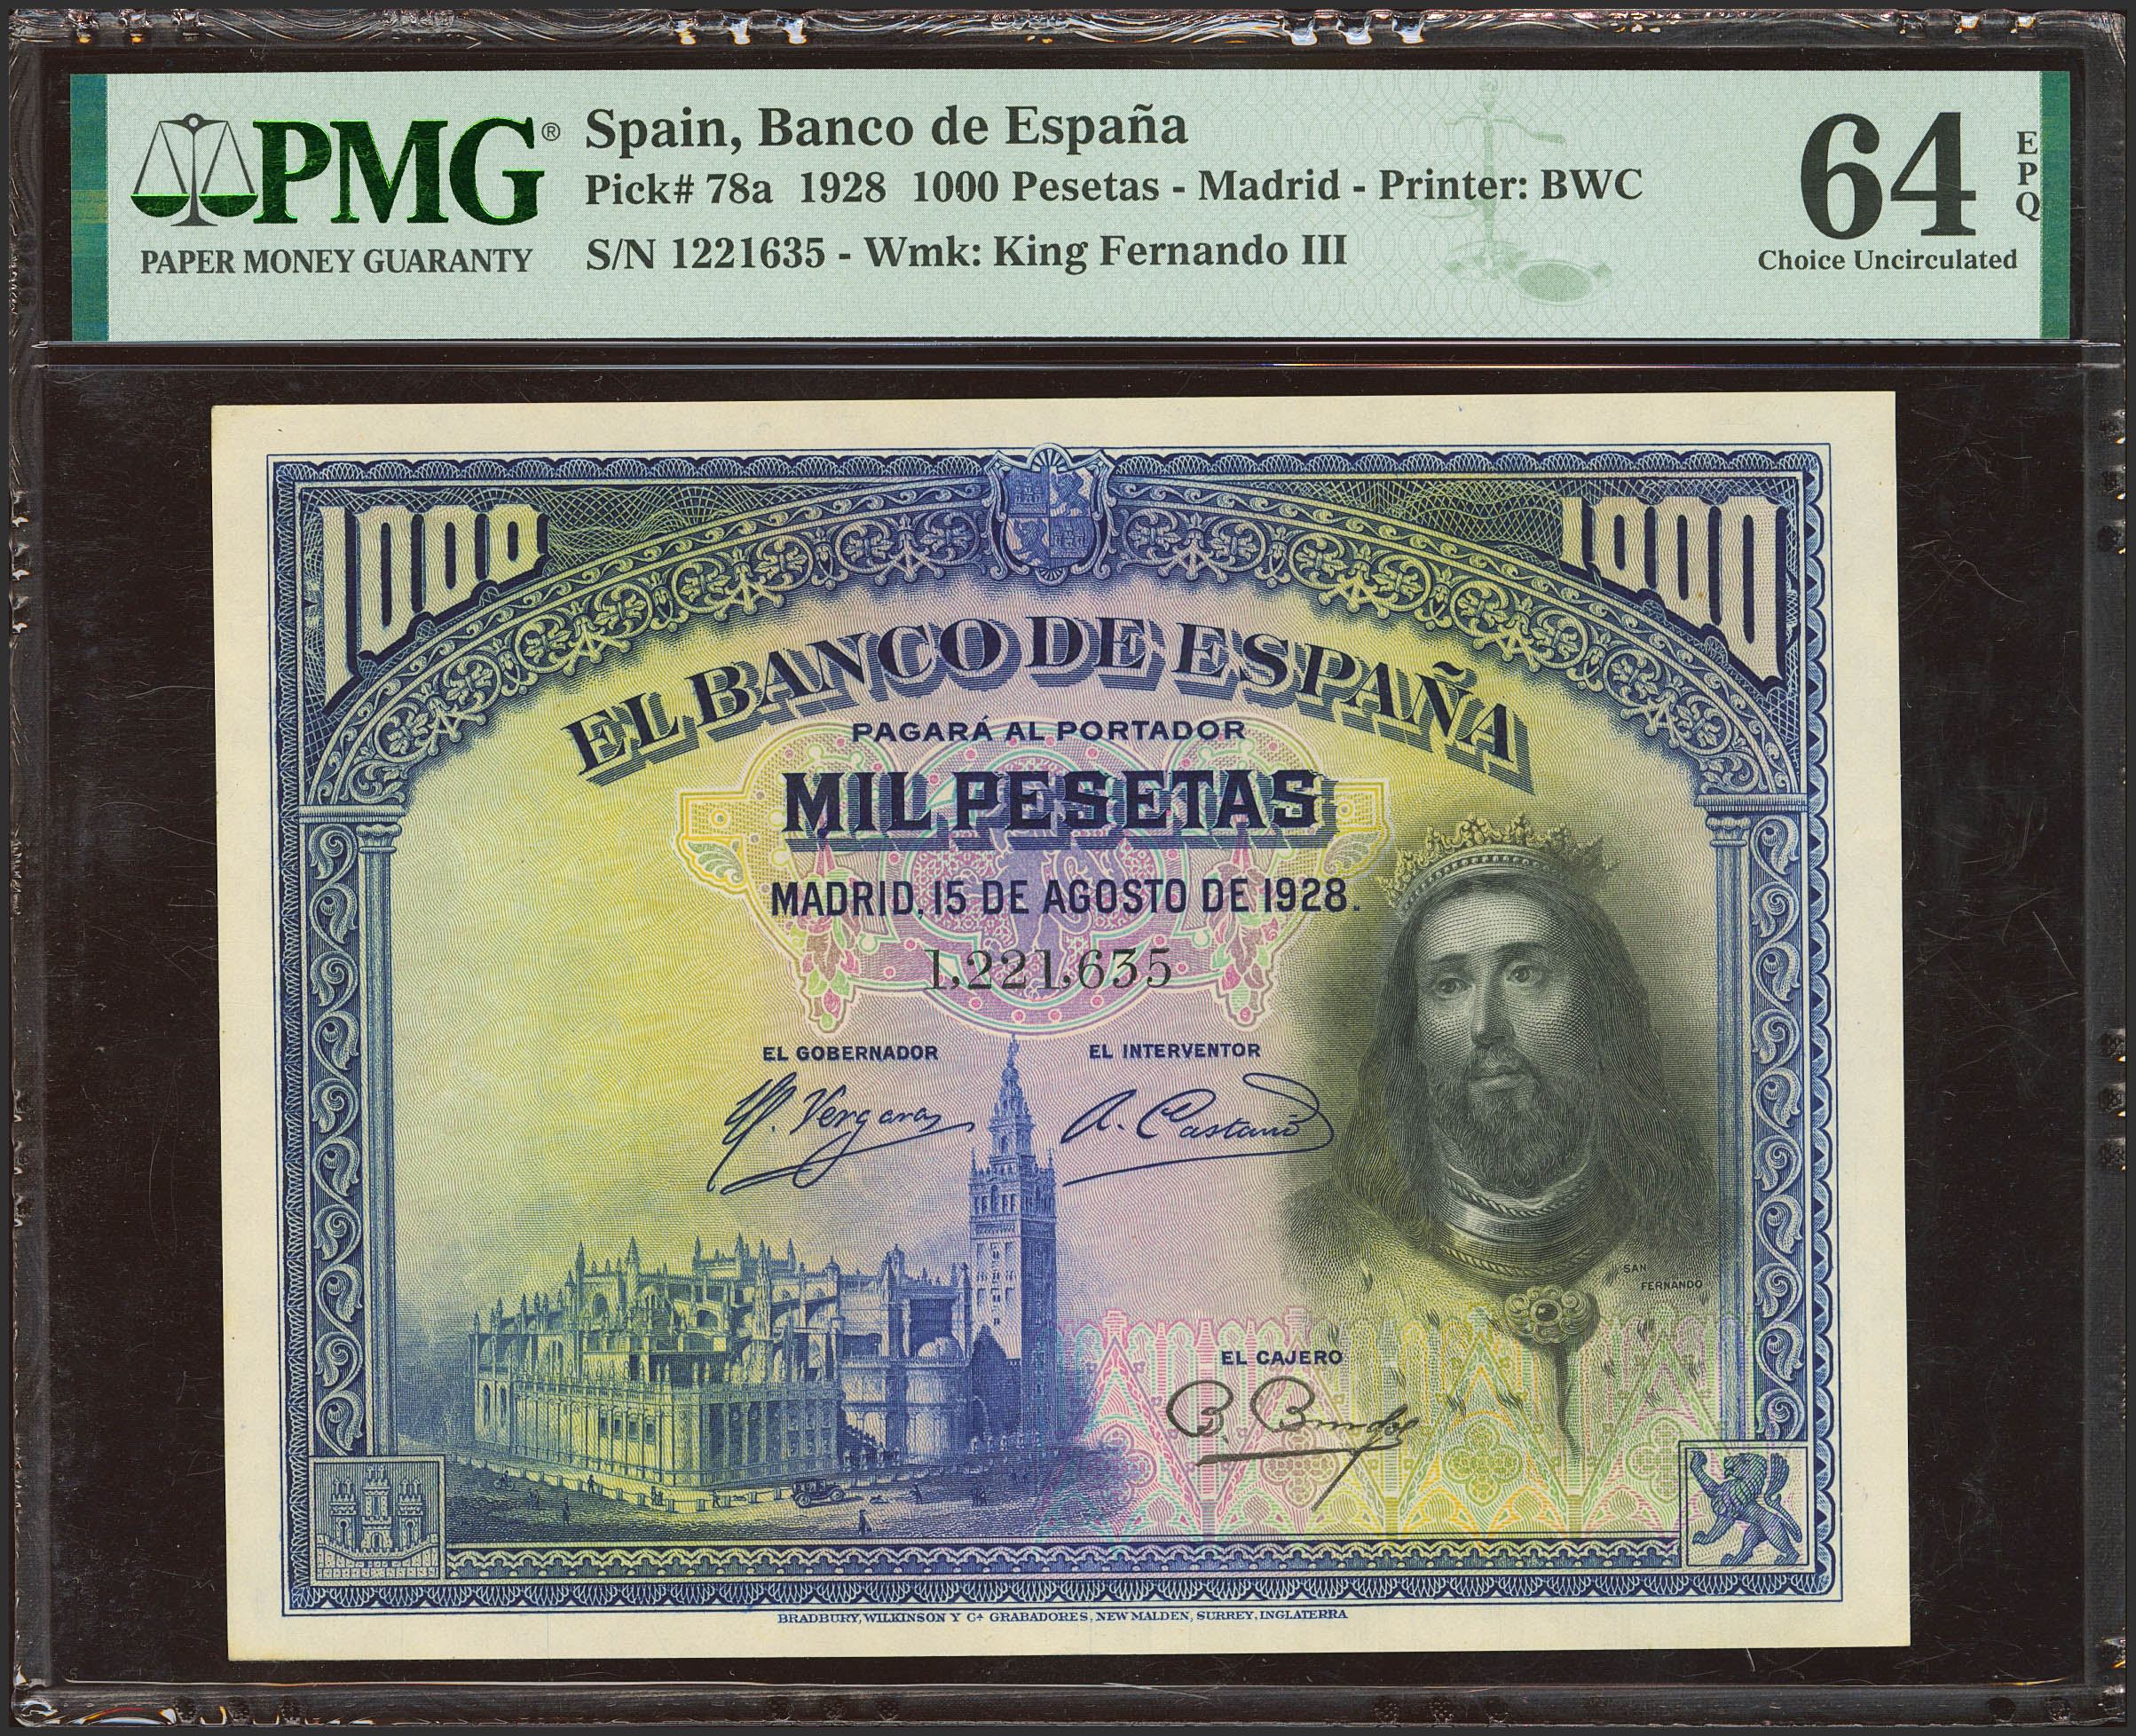 PMG®
PAPER MONEY GUARANTY
Spain, Banco de España
Pick# 78a 1928 1000 Pesetas - Madrid - Printer: BWC
S/N 1221635 - Wmk: King Fernando III
64
EPQ
Choice Uncirculated
1000 1000
EL BANCO DE ESPAÑA
PAGARÁ AL PORTADOR
MIL PESETAS
MADRID, 15 DE AGOSTO DE 1928.
1,221,635
EL GOBERNADOR EL INTERVENTOR
Vergara A. Castaño
SAN
FERNANDO
EL CAJERO
BRADBURY, WILKINSON Y Cª GRABADORES, NEW MALDEN, SURREY, INGLATERRA